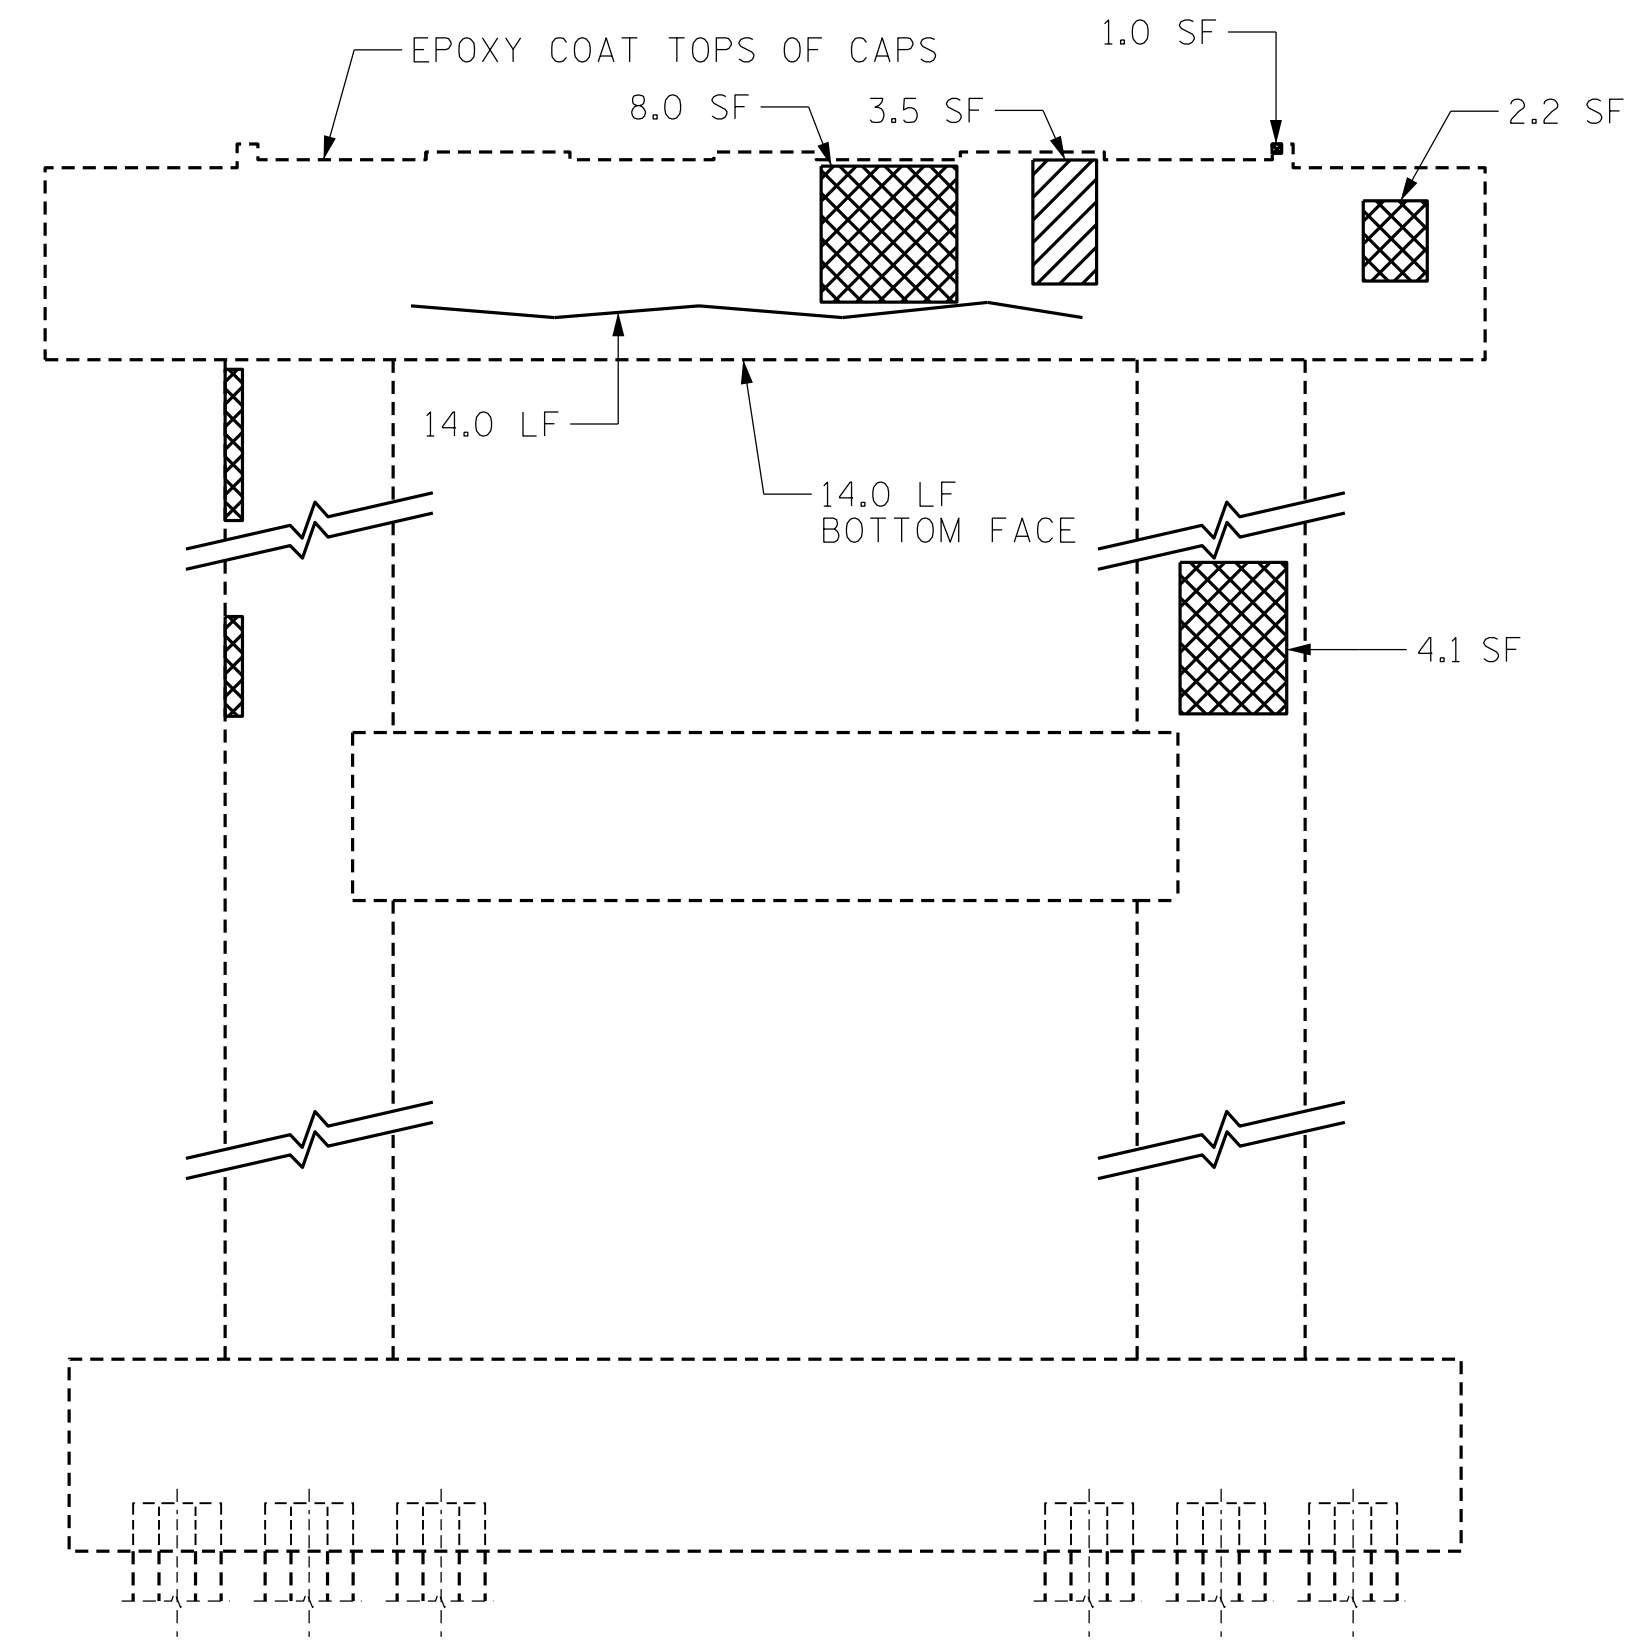 1.0 SF
EPOXY COAT TOPS OF CAPS
8.0 SF
3.5 SF
2.2 SF
14.0 LF
14.0 LF
BOTTOM FACE
4.1 SF